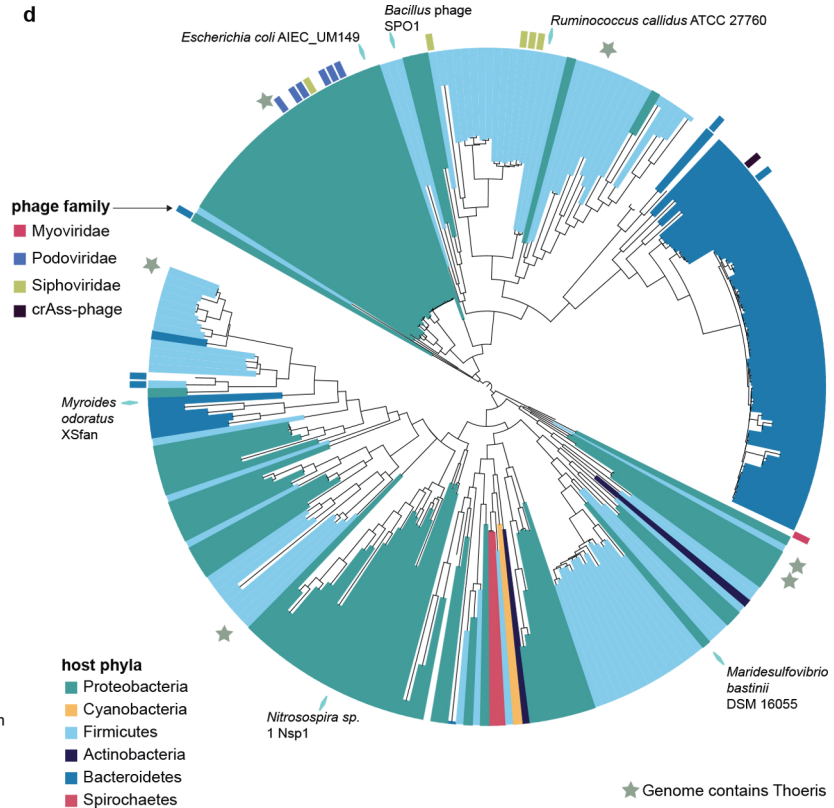 d
Bacillus phage
SPO1
Ruminococcus callidus ATCC 27760
Escherichia coli AIEC_UM149
phage family
Myoviridae
Podoviridae
Siphoviridae
crAss-phage
Myroides
odoratus
XSfan
host phyla
Proteobacteria
Cyanobacteria
Firmicutes
Actinobacteria
Bacteroidetes
Spirochaetes
Nitrosospira sp.
1 Nsp1
Maridesulfovibrio
bastinii
DSM 16055
Genome contains Thoeris